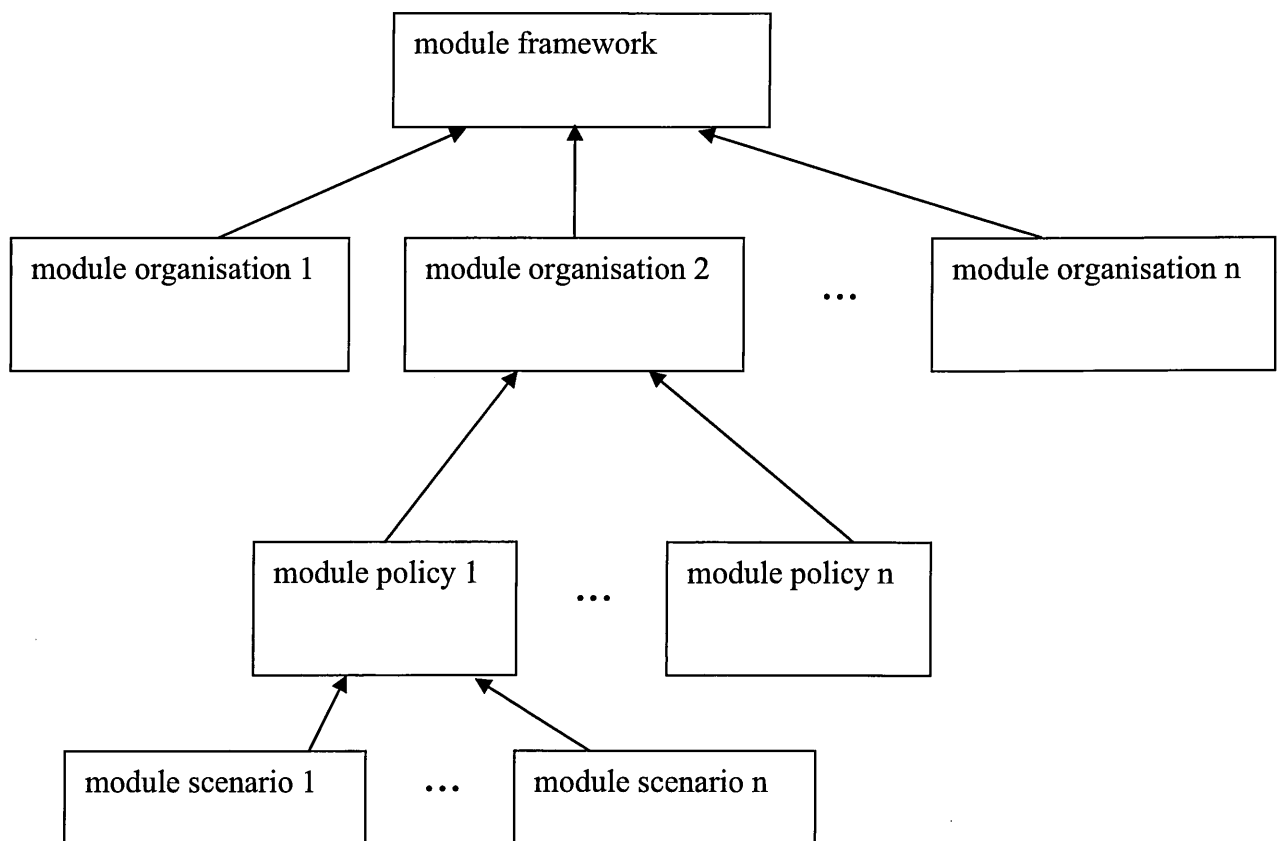 module framework
module organisation 1
module organisation 2
...
module organisation n
module policy 1
...
module policy n
module scenario 1
...
module scenario n